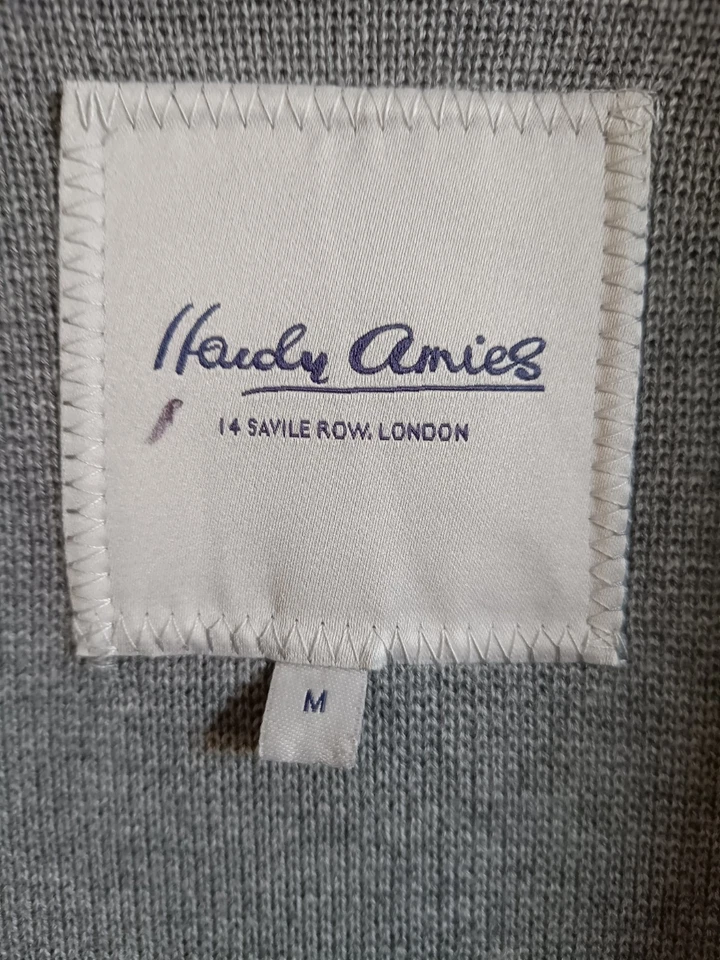 Hardy Amies
14 SAVILE ROW. LONDON
M